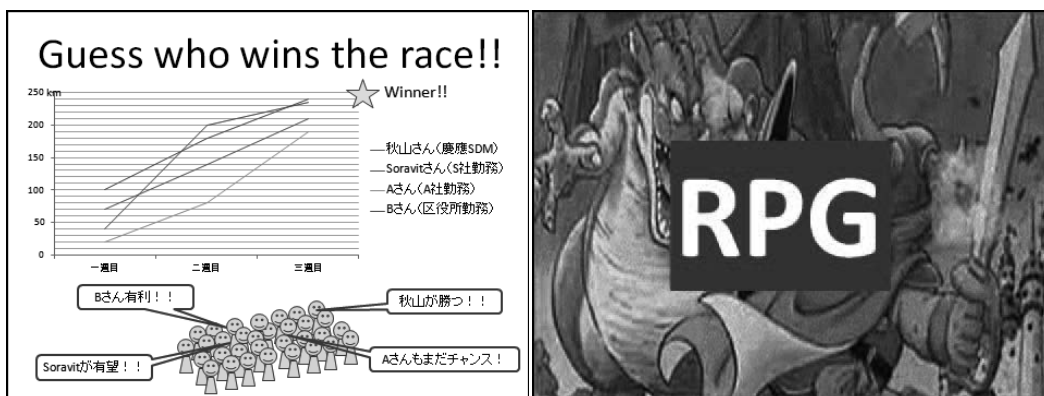 Guess who wins the race!!
250 km
Winner!!
200
150
100
50
0
一週目
二週目
三週目
秋山さん(慶應SDM)
Soravitさん(S社勤務)
Aさん(A社勤務)
Bさん(区役所勤務)
Bさん有利！！
秋山が勝つ！！
Soravitが有望！！
Aさんもまだチャンス！
RPG